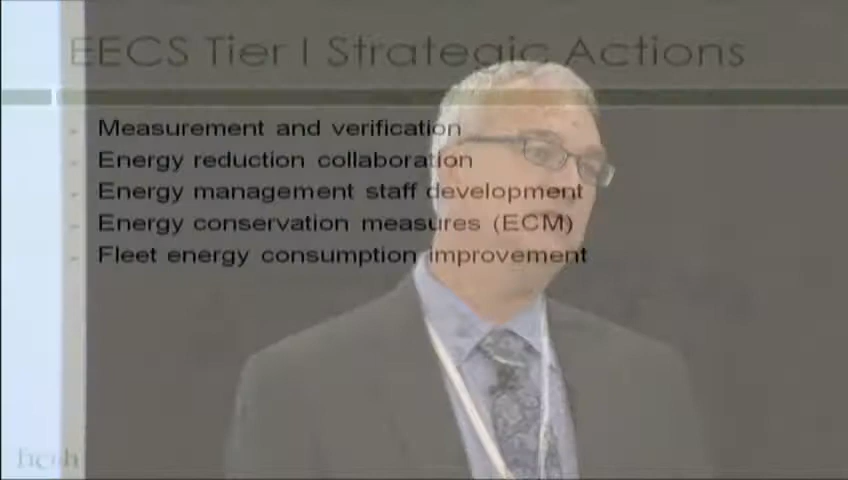 EECS Tier I Strategic Actions
- Measurement and verification
- Energy reduction collaboration
- Energy management staff development
- Energy conservation measures (ECM)
- Fleet energy consumption improvement